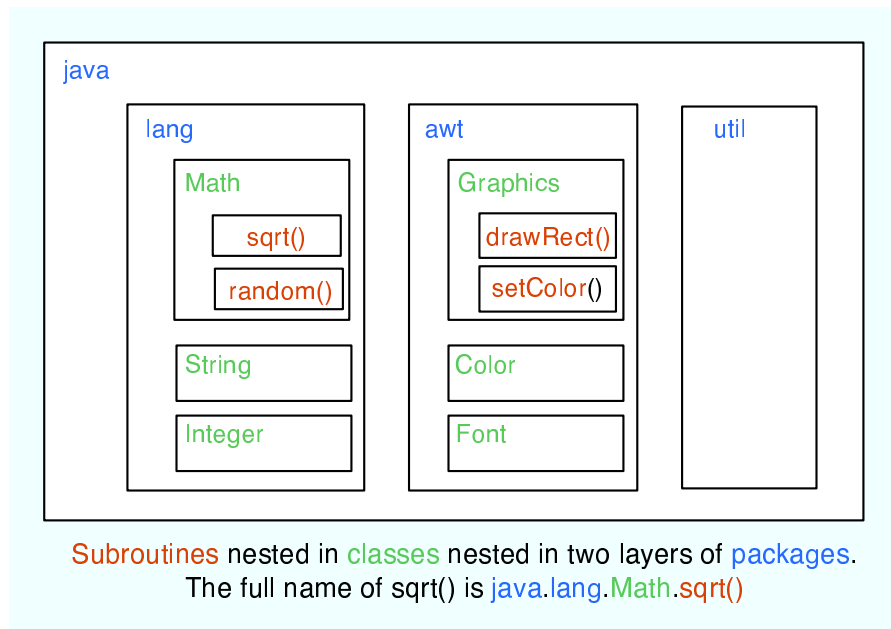 java
lang
Math
sqrt()
random()
String
Integer
awt
Graphics
drawRect()
setColor()
Color
Font
util
Subroutines nested in classes nested in two layers of packages.
The full name of sqrt() is java.lang.Math.sqrt()